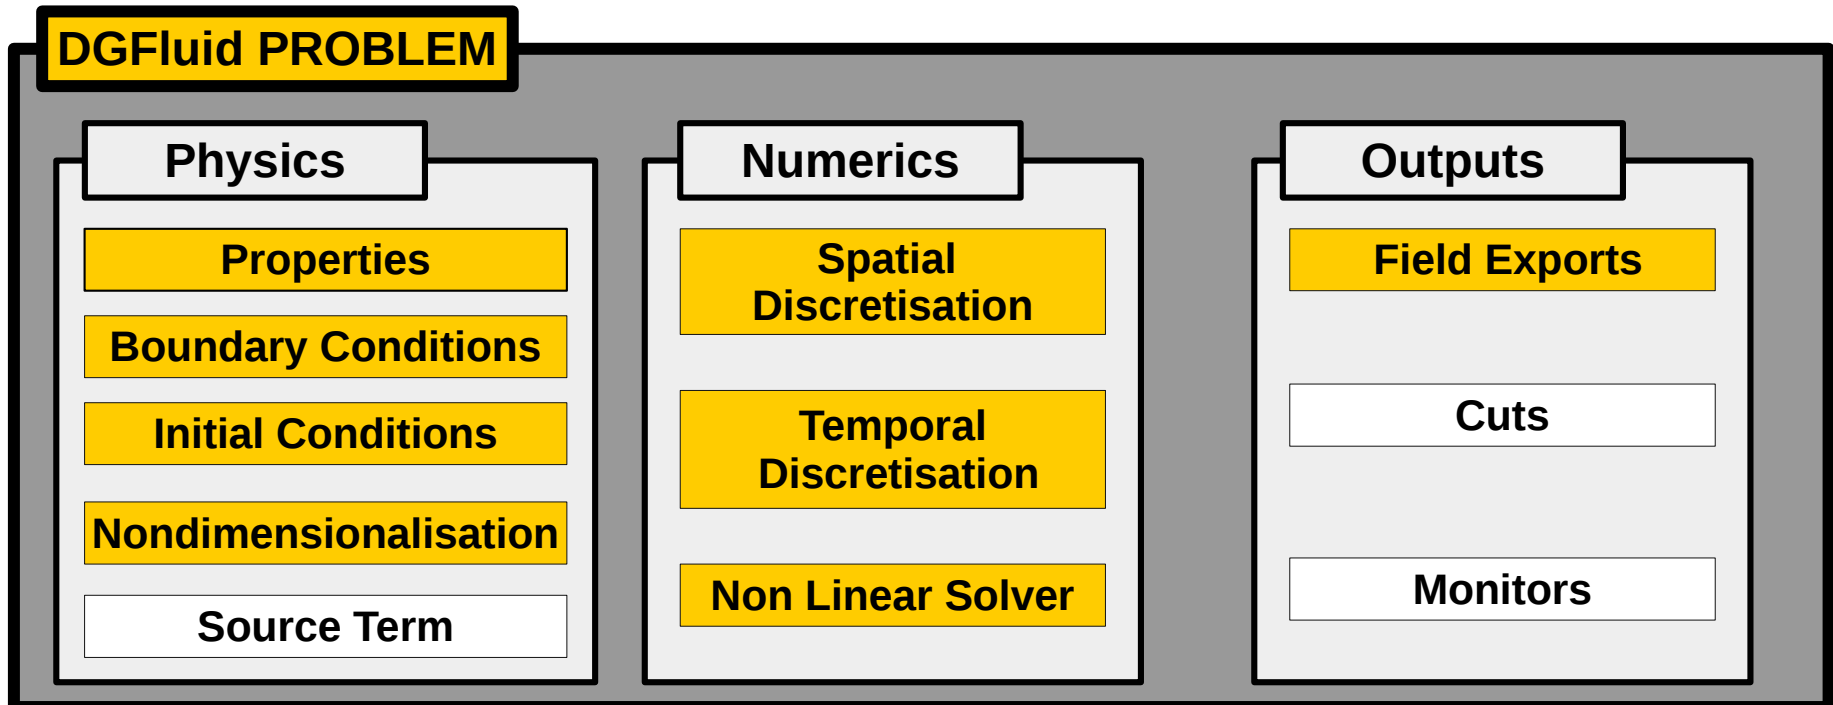 DGFluid PROBLEM
Physics
Properties
Boundary Conditions
Initial Conditions
Nondimensionalisation
Source Term
Numerics
Spatial
Discretisation
Temporal
Discretisation
Non Linear Solver
Outputs
Field Exports
Cuts
Monitors